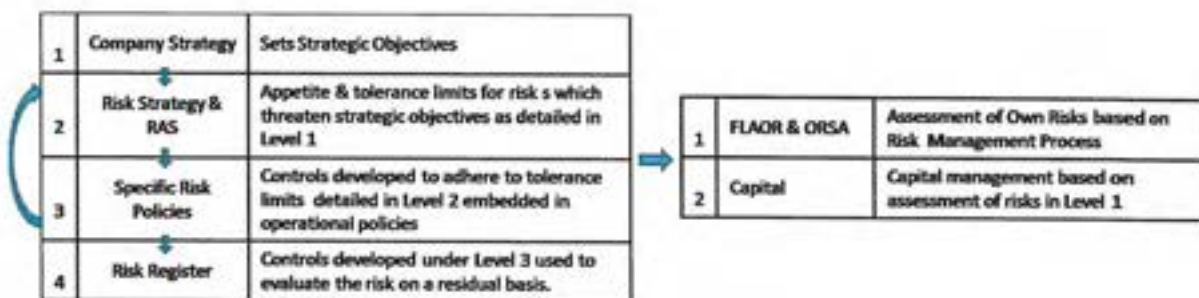 1
Company Strategy
Sets Strategic Objectives
2
Risk Strategy &
RAS
Appetite & tolerance limits for risk s which
threaten strategic objectives as detailed in
Level 1
3
Specific Risk
Policies
Controls developed to adhere to tolerance
limits detailed in Level 2 embedded in
operational policies
4
Risk Register
Controls developed under Level 3 used to
evaluate the risk on a residual basis.
1
FLAOR & ORSA
Assessment of Own Risks based on
Risk Management Process
2
Capital
Capital management based on
assessment of risks in Level 1